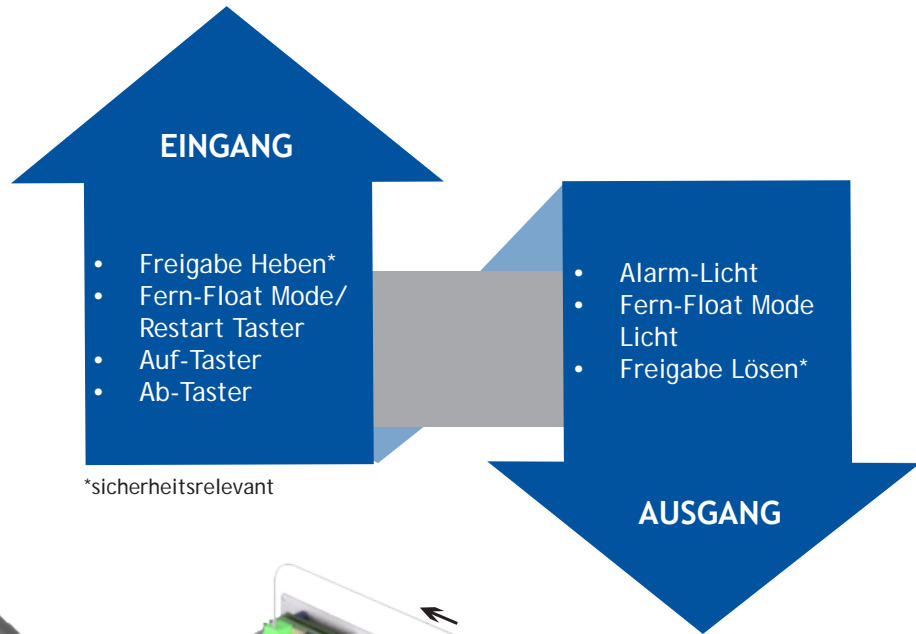 EINGANG
• Freigabe Heben*
• Fern-Float Mode/
Restart Taster
• Auf-Taster
• Ab-Taster
*sicherheitsrelevant
• Alarm-Licht
• Fern-Float Mode
Licht
• Freigabe Lösen*
AUSGANG